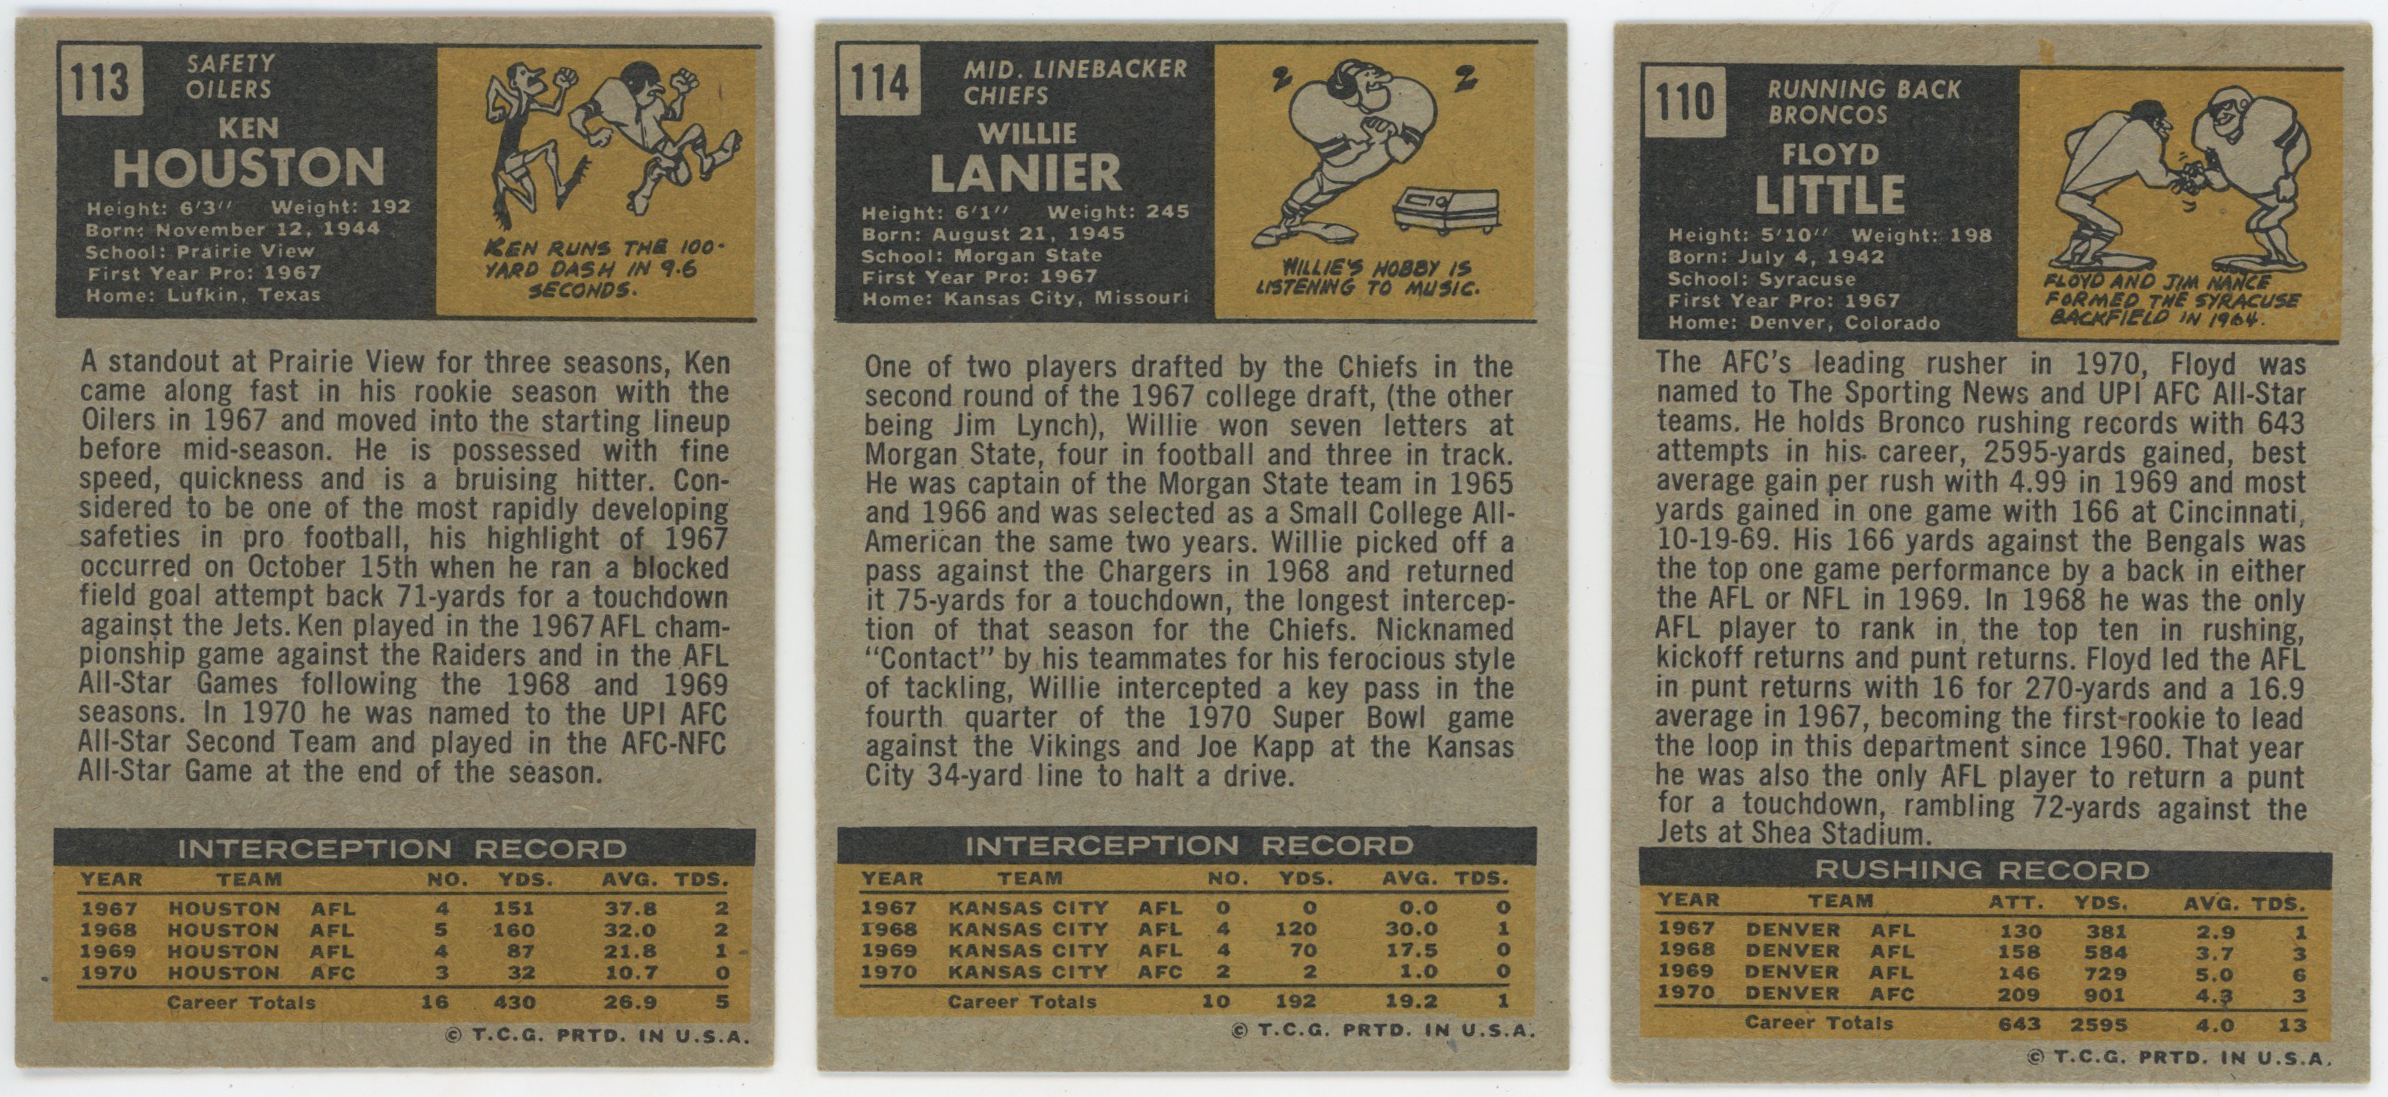 113
SAFETY
OILERS
KEN
HOUSTON
Height: 6'3" Weight: 192
Born: November 12, 1944
School: Prairie View
First Year Pro: 1967
Home: Lufkin, Texas
KEN RUNS THE 100-
YARD DASH IN 9.6
SECONDS.
A standout at Prairie View for three seasons, Ken
came along fast in his rookie season with the
Oilers in 1967 and moved into the starting lineup
before mid-season. He is possessed with fine
speed, quickness and is a bruising hitter. Con-
sidered to be one of the most rapidly developing
safeties in pro football, his highlight of 1967
occurred on October 15th when he ran a blocked
field goal attempt back 71-yards for a touchdown
against the Jets. Ken played in the 1967 AFL cham-
pionship game against the Raiders and in the AFL
All-Star Games following the 1968 and 1969
seasons. In 1970 he was named to the UPI AFC
All-Star Second Team and played in the AFC-NFC
All-Star Game at the end of the season.
INTERCEPTION RECORD
YEAR TEAM NO. YDS. AVG. TDS.
1967 HOUSTON AFL 4 151 37.8 2
1968 HOUSTON AFL 5 160 32.0 2
1969 HOUSTON AFL 4 87 21.8 1
1970 HOUSTON AFC 3 32 10.7 0
Career Totals 16 430 26.9 5
© T.C.G. PRTD. IN U.S.A.
114
MID. LINEBACKER
CHIEFS
WILLIE
LANIER
Height: 6'1" Weight: 245
Born: August 21, 1945
School: Morgan State
First Year Pro: 1967
Home: Kansas City, Missouri
WILLIE'S HOBBY IS
LISTENING TO MUSIC.
One of two players drafted by the Chiefs in the
second round of the 1967 college draft, (the other
being Jim Lynch), Willie won seven letters at
Morgan State, four in football and three in track.
He was captain of the Morgan State team in 1965
and 1966 and was selected as a Small College All-
American the same two years. Willie picked off a
pass against the Chargers in 1968 and returned
it 75-yards for a touchdown, the longest intercep-
tion of that season for the Chiefs. Nicknamed
"Contact" by his teammates for his ferocious style
of tackling, Willie intercepted a key pass in the
fourth quarter of the 1970 Super Bowl game
against the Vikings and Joe Kapp at the Kansas
City 34-yard line to halt a drive.
INTERCEPTION RECORD
YEAR TEAM NO. YDS. AVG. TDS.
1967 KANSAS CITY AFL 0 0 0.0 0
1968 KANSAS CITY AFL 4 120 30.0 1
1969 KANSAS CITY AFL 4 70 17.5 0
1970 KANSAS CITY AFC 2 2 1.0 0
Career Totals 10 192 19.2 1
© T.C.G. PRTD. IN U.S.A.
110
RUNNING BACK
BRONCOS
FLOYD
LITTLE
Height: 5'10" Weight: 198
Born: July 4, 1942
School: Syracuse
First Year Pro: 1967
Home: Denver, Colorado
FLOYD AND JIM NANCE
FORMED THE SYRACUSE
BACKFIELD IN 1964.
The AFC's leading rusher in 1970, Floyd was
named to The Sporting News and UPI AFC All-Star
teams. He holds Bronco rushing records with 643
attempts in his career, 2595-yards gained, best
average gain per rush with 4.99 in 1969 and most
yards gained in one game with 166 at Cincinnati,
10-19-69. His 166 yards against the Bengals was
the top one game performance by a back in either
the AFL or NFL in 1969. In 1968 he was the only
AFL player to rank in the top ten in rushing,
kickoff returns and punt returns. Floyd led the AFL
in punt returns with 16 for 270-yards and a 16.9
average in 1967, becoming the first rookie to lead
the loop in this department since 1960. That year
he was also the only AFL player to return a punt
for a touchdown, rambling 72-yards against the
Jets at Shea Stadium.
RUSHING RECORD
YEAR TEAM ATT. YDS. AVG. TDS.
1967 DENVER AFL 130 381 2.9 1
1968 DENVER AFL 158 584 3.7 3
1969 DENVER AFL 146 729 5.0 6
1970 DENVER AFC 209 901 4.3 3
Career Totals 643 2595 4.0 13
© T.C.G. PRTD. IN U.S.A.